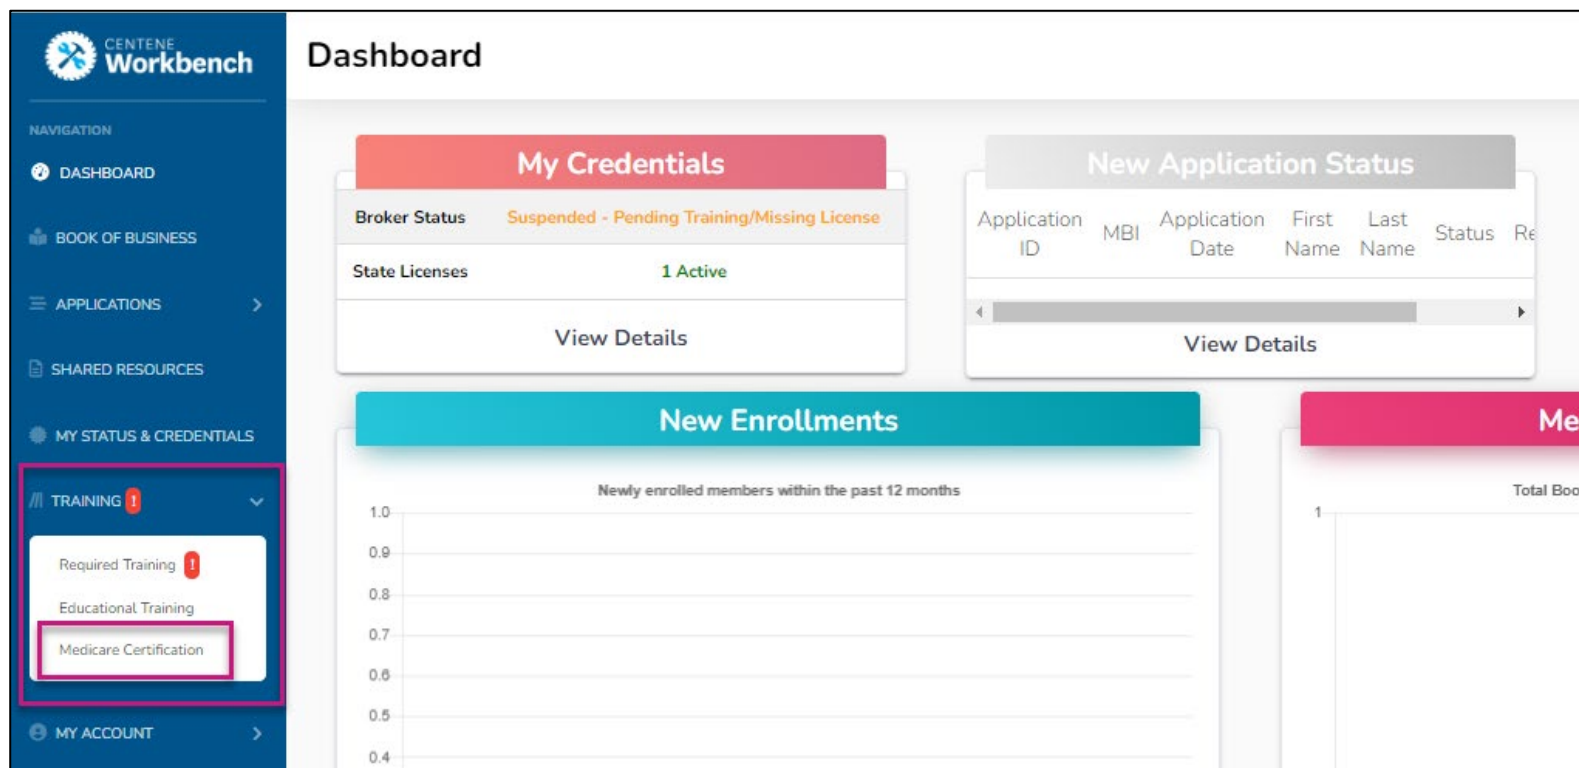 CENTENE
Workbench
Dashboard
NAVIGATION
DASHBOARD
BOOK OF BUSINESS
APPLICATIONS
SHARED RESOURCES
MY STATUS & CREDENTIALS
TRAINING !
Required Training !
Educational Training
Medicare Certification
MY ACCOUNT
My Credentials
Broker Status Suspended - Pending Training/Missing License
State Licenses 1 Active
View Details
New Application Status
Application ID MBI Application Date First Name Last Name Status Re
View Details
New Enrollments
Newly enrolled members within the past 12 months
1.0
0.9
0.8
0.7
0.6
0.5
0.4
Me
Total Boo
1